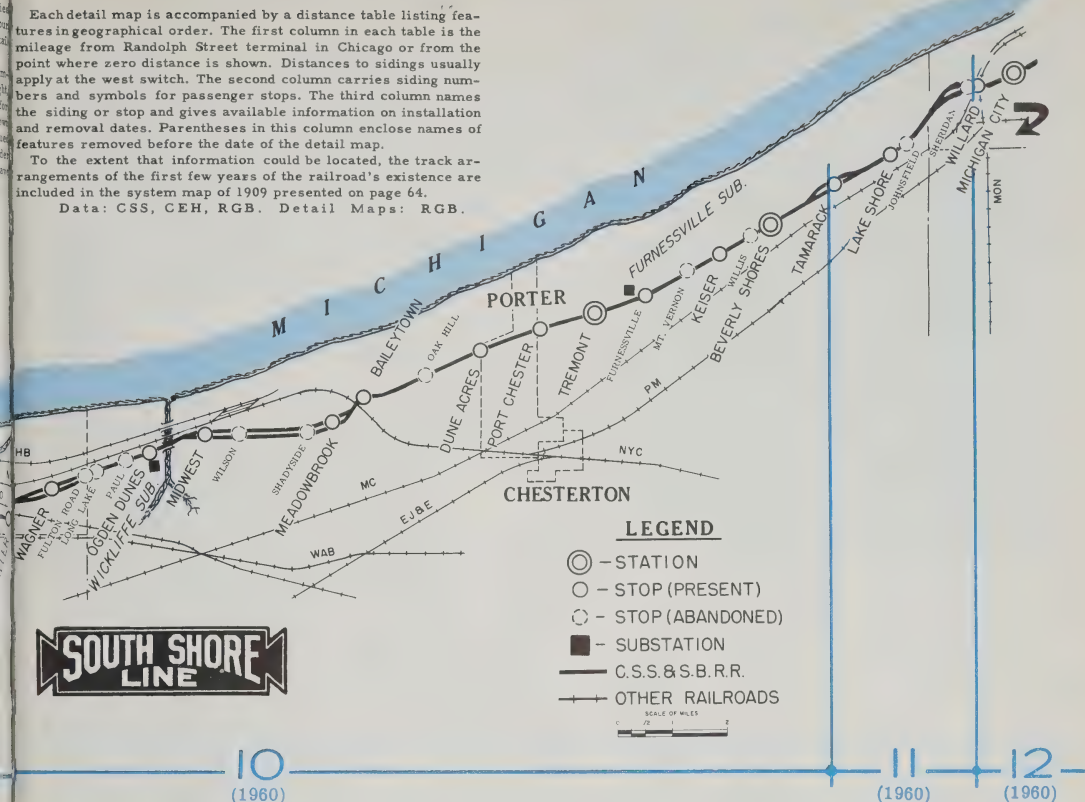 Each detail map is accompanied by a distance table listing fea-
tures in geographical order. The first column in each table is the
mileage from Randolph Street terminal in Chicago or from the
point where zero distance is shown. Distances to sidings usually
apply at the west switch. The second column carries siding num-
bers and symbols for passenger stops. The third column names
the siding or stop and gives available information on installation
and removal dates. Parentheses in this column enclose names of
features removed before the date of the detail map.
To the extent that information could be located, the track ar-
rangements of the first few years of the railroad's existence are
included in the system map of 1909 presented on page 64.
Data: CSS, CEH, RGB. Detail Maps: RGB.
MICHIGAN
HB
WAGNER
FULTON ROAD
LONG LAKE
PAUL
OGDEN DUNES
WICKLIFFE SUB.
MIDWEST
WILSON
SHADYSIDE
MEADOWBROOK
BAILEYTOWN
OAK HILL
DUNE ACRES
PORTER
PORT CHESTER
TREMONT
FURNESSVILLE SUB.
FURNESSVILLE
MT. VERNON
KEISER
WILLIS
BEVERLY SHORES
TAMARACK
LAKE SHORE
JOHNSFIELD
SHERIDAN
WILLARD
MICHIGAN CITY
MON
PM
NYC
MC
EJ&E
WAB
CHESTERTON
LEGEND
– STATION
– STOP (PRESENT)
– STOP (ABANDONED)
– SUBSTATION
C.S.S.& S.B.R.R.
OTHER RAILROADS
SCALE OF MILES
0 1/2 1 2
SOUTH SHORE
LINE
10
(1960)
11
(1960)
12
(1960)